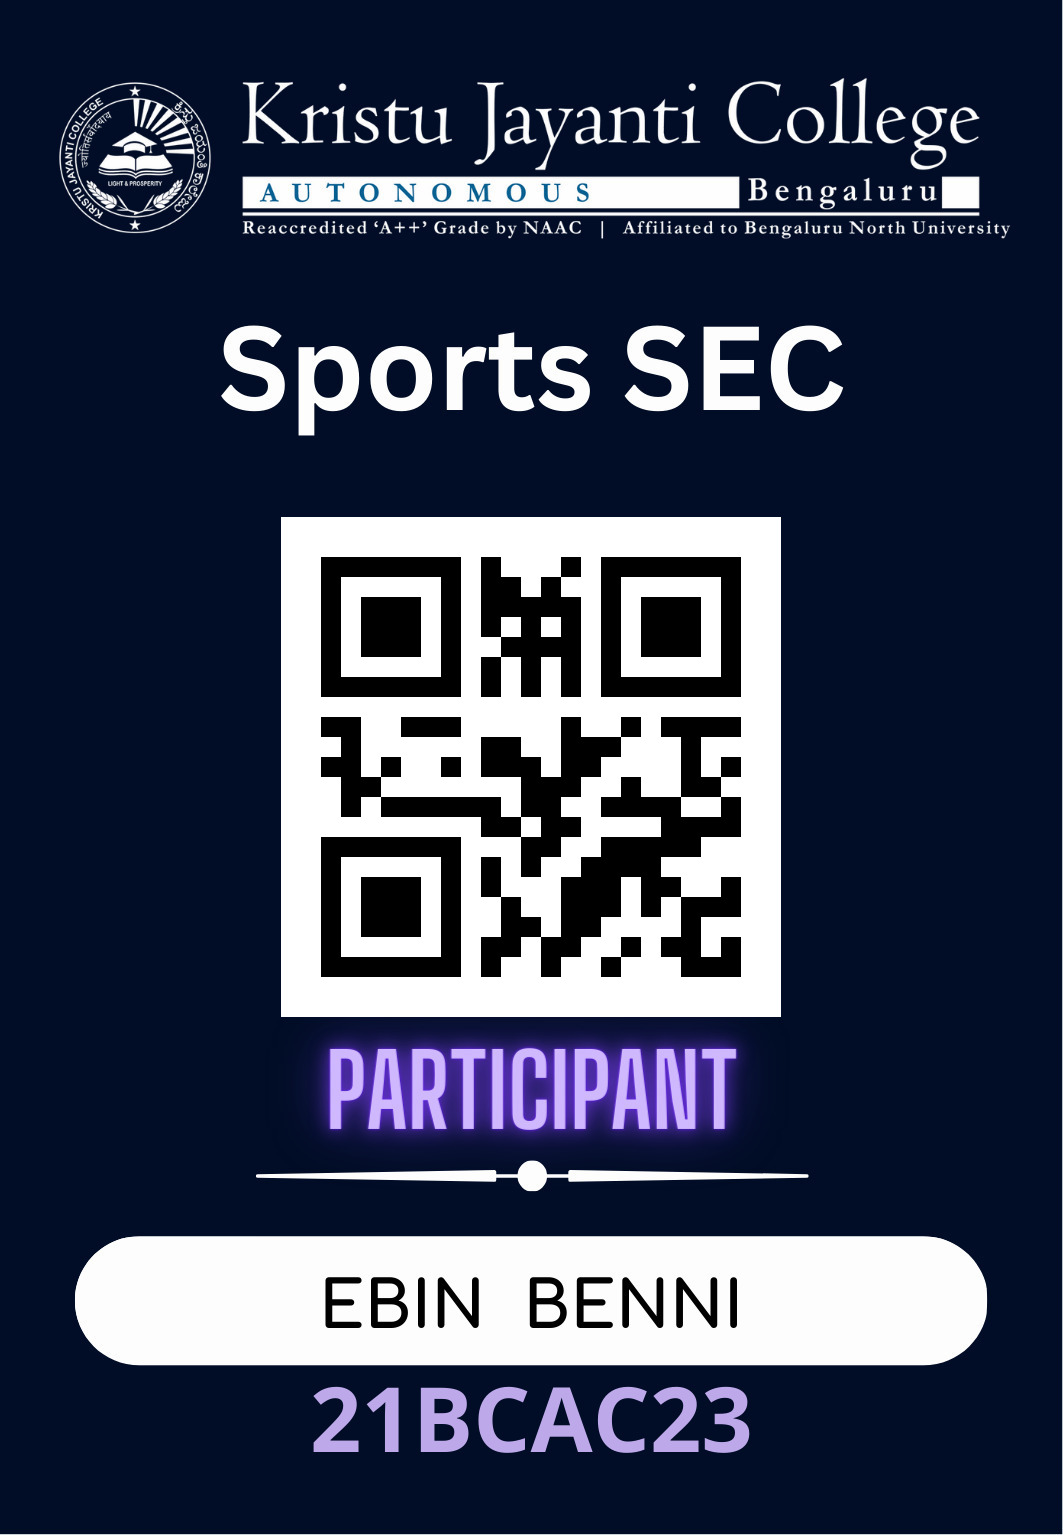 KRISTU JAYANTI COLLEGE
ಕ್ರಿಸ್ತು ಜಯಂತಿ ಕಾಲೇಜು
LIGHT & PROSPERITY
Kristu Jayanti College
AUTONOMOUS Bengaluru
Reaccredited ‘A++’ Grade by NAAC | Affiliated to Bengaluru North University
Sports SEC
PARTICIPANT
EBIN BENNI
21BCAC23